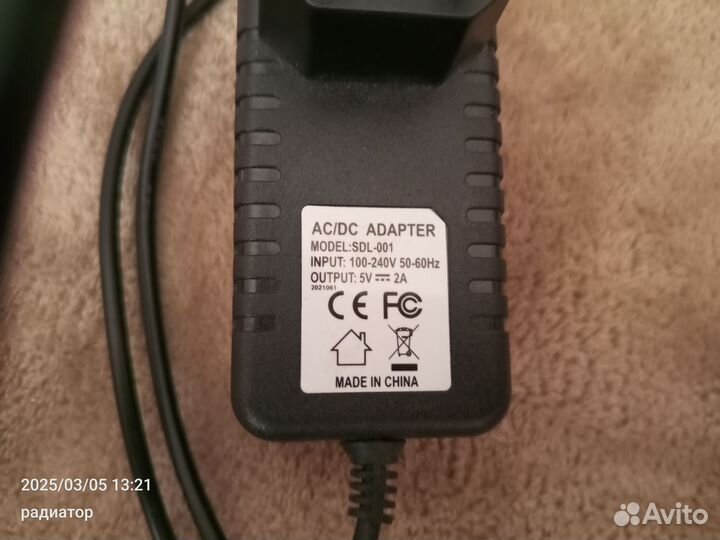 AC/DC ADAPTER
MODEL:SDL-001
INPUT: 100-240V 50-60Hz
OUTPUT: 5V ⎓ 2A
2021061
CE FC
MADE IN CHINA
2025/03/05 13:21
радиатор
Avito